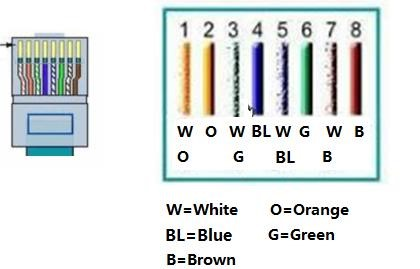 1 2 3 4 5 6 7 8
W O W BL W G W B
O G BL B
W=White O=Orange
BL=Blue G=Green
B=Brown